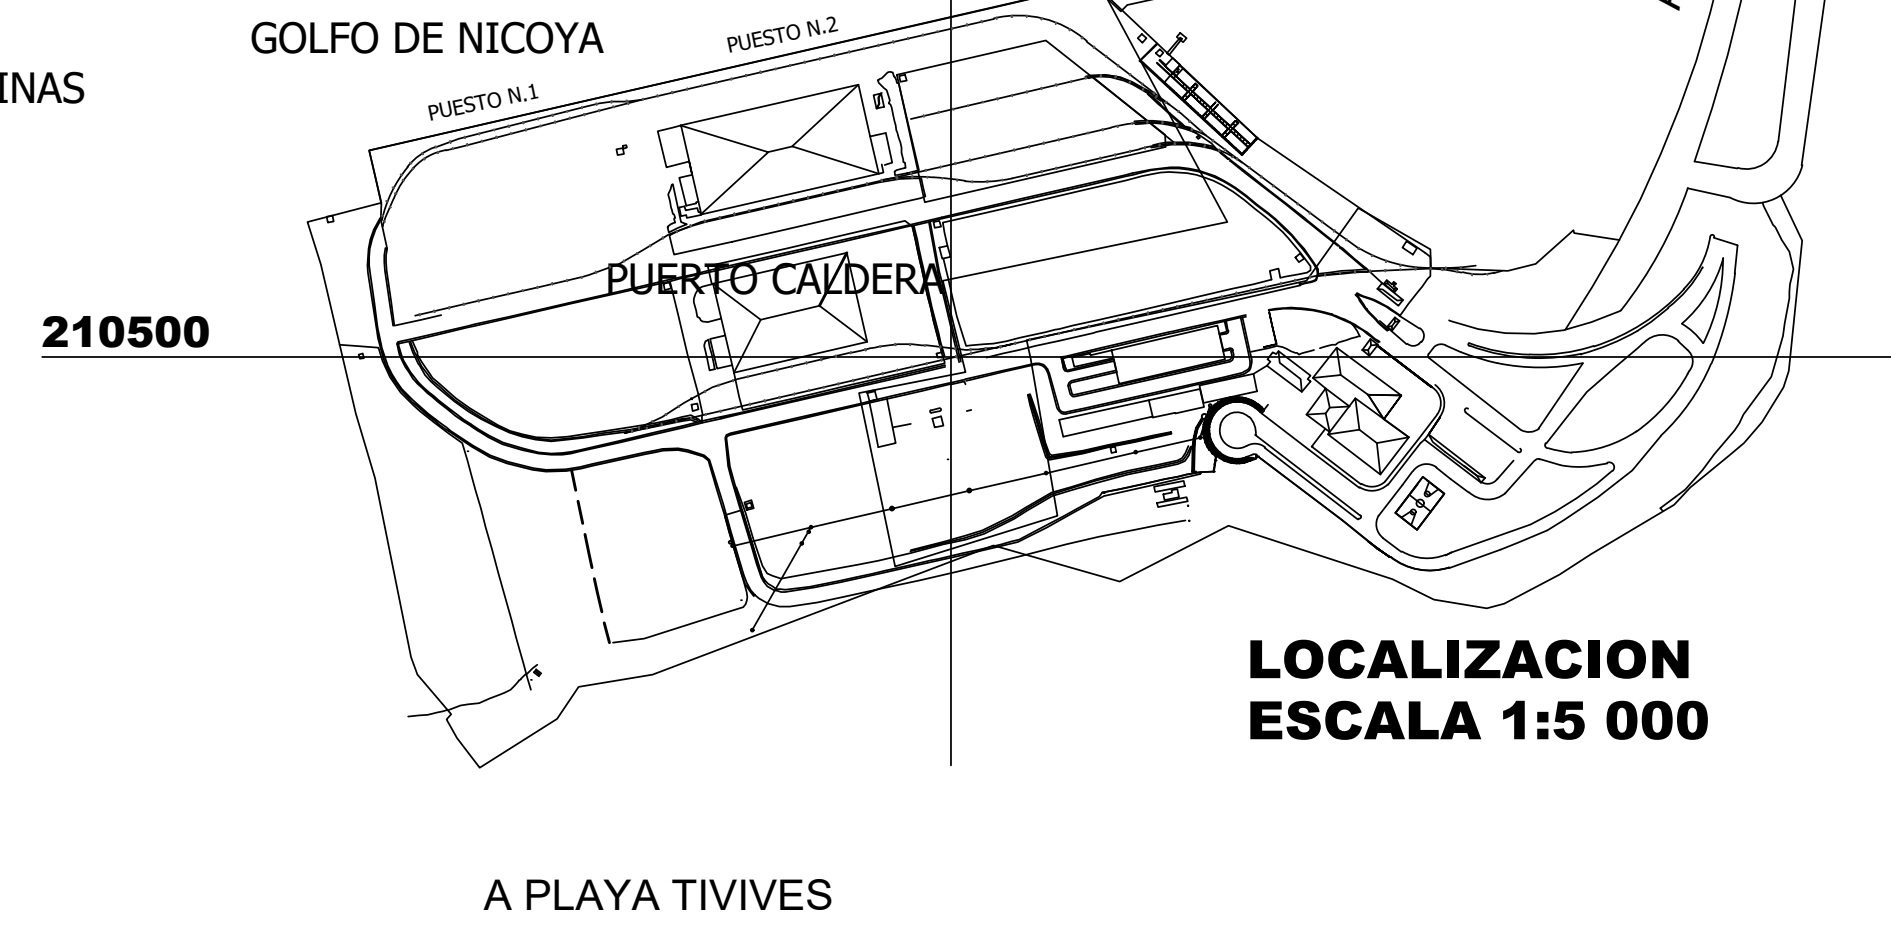 GOLFO DE NICOYA
PUESTO N.2
INAS
PUESTO N.1
PUERTO CALDERA
210500
LOCALIZACION
ESCALA 1:5 000
A PLAYA TIVIVES